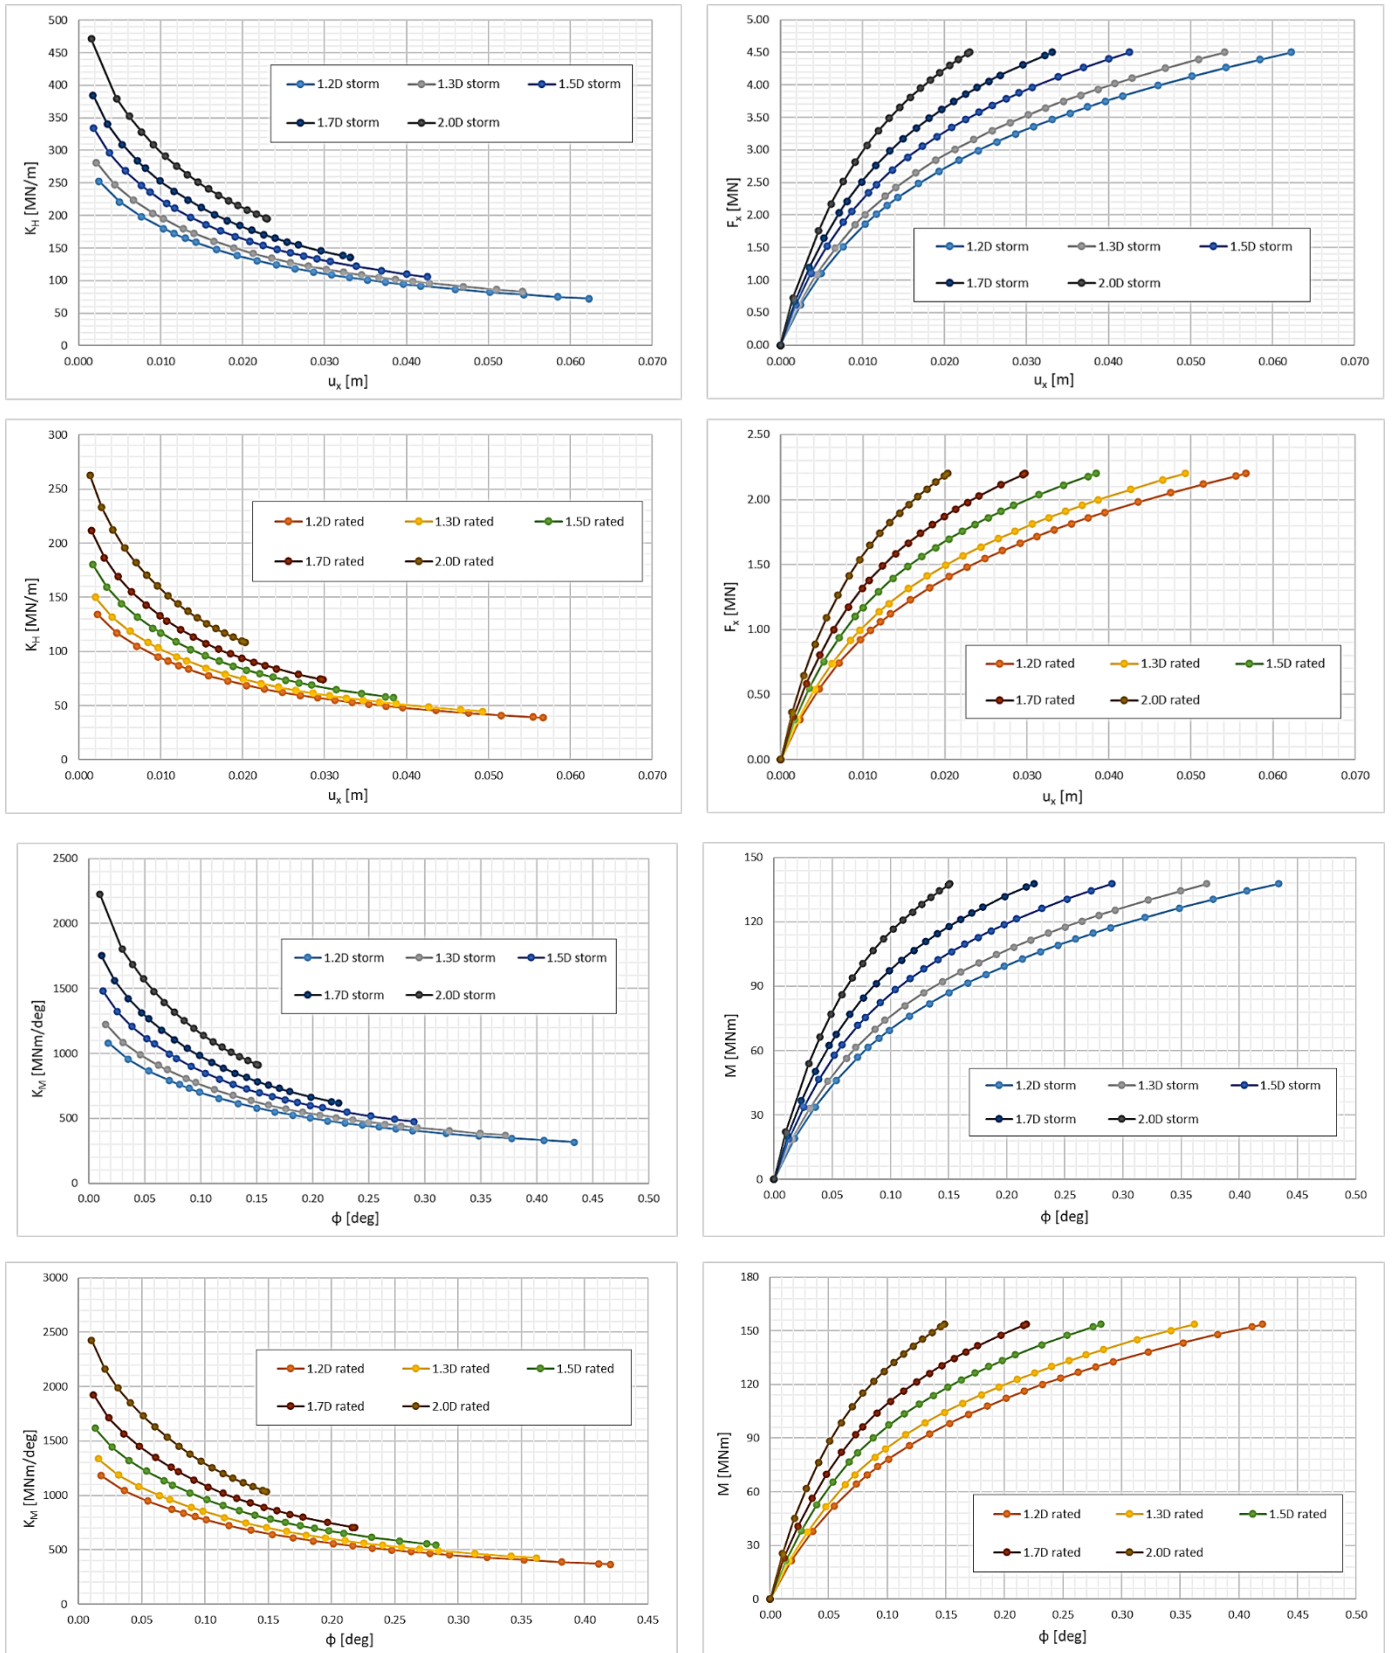 500
450
400
350
300
250
200
150
100
50
0
K_H [MN/m]
1.2D storm 1.3D storm 1.5D storm
1.7D storm 2.0D storm
0.000 0.010 0.020 0.030 0.040 0.050 0.060 0.070
u_x [m]
5.00
4.50
4.00
3.50
3.00
2.50
2.00
1.50
1.00
0.50
0.00
F_x [MN]
1.2D storm 1.3D storm 1.5D storm
1.7D storm 2.0D storm
0.000 0.010 0.020 0.030 0.040 0.050 0.060 0.070
u_x [m]
300
250
200
150
100
50
0
K_H [MN/m]
1.2D rated 1.3D rated 1.5D rated
1.7D rated 2.0D rated
0.000 0.010 0.020 0.030 0.040 0.050 0.060 0.070
u_x [m]
2.50
2.00
1.50
1.00
0.50
0.00
F_x [MN]
1.2D rated 1.3D rated 1.5D rated
1.7D rated 2.0D rated
0.000 0.010 0.020 0.030 0.040 0.050 0.060 0.070
u_x [m]
2500
2000
1500
1000
500
0
K_M [MNm/deg]
1.2D storm 1.3D storm 1.5D storm
1.7D storm 2.0D storm
0.00 0.05 0.10 0.15 0.20 0.25 0.30 0.35 0.40 0.45 0.50
ϕ [deg]
150
120
90
60
30
0
M [MNm]
1.2D storm 1.3D storm 1.5D storm
1.7D storm 2.0D storm
0.00 0.05 0.10 0.15 0.20 0.25 0.30 0.35 0.40 0.45 0.50
ϕ [deg]
3000
2500
2000
1500
1000
500
0
K_M [MNm/deg]
1.2D rated 1.3D rated 1.5D rated
1.7D rated 2.0D rated
0.00 0.05 0.10 0.15 0.20 0.25 0.30 0.35 0.40 0.45
ϕ [deg]
180
150
120
90
60
30
0
M [MNm]
1.2D rated 1.3D rated 1.5D rated
1.7D rated 2.0D rated
0.00 0.05 0.10 0.15 0.20 0.25 0.30 0.35 0.40 0.45 0.50
ϕ [deg]